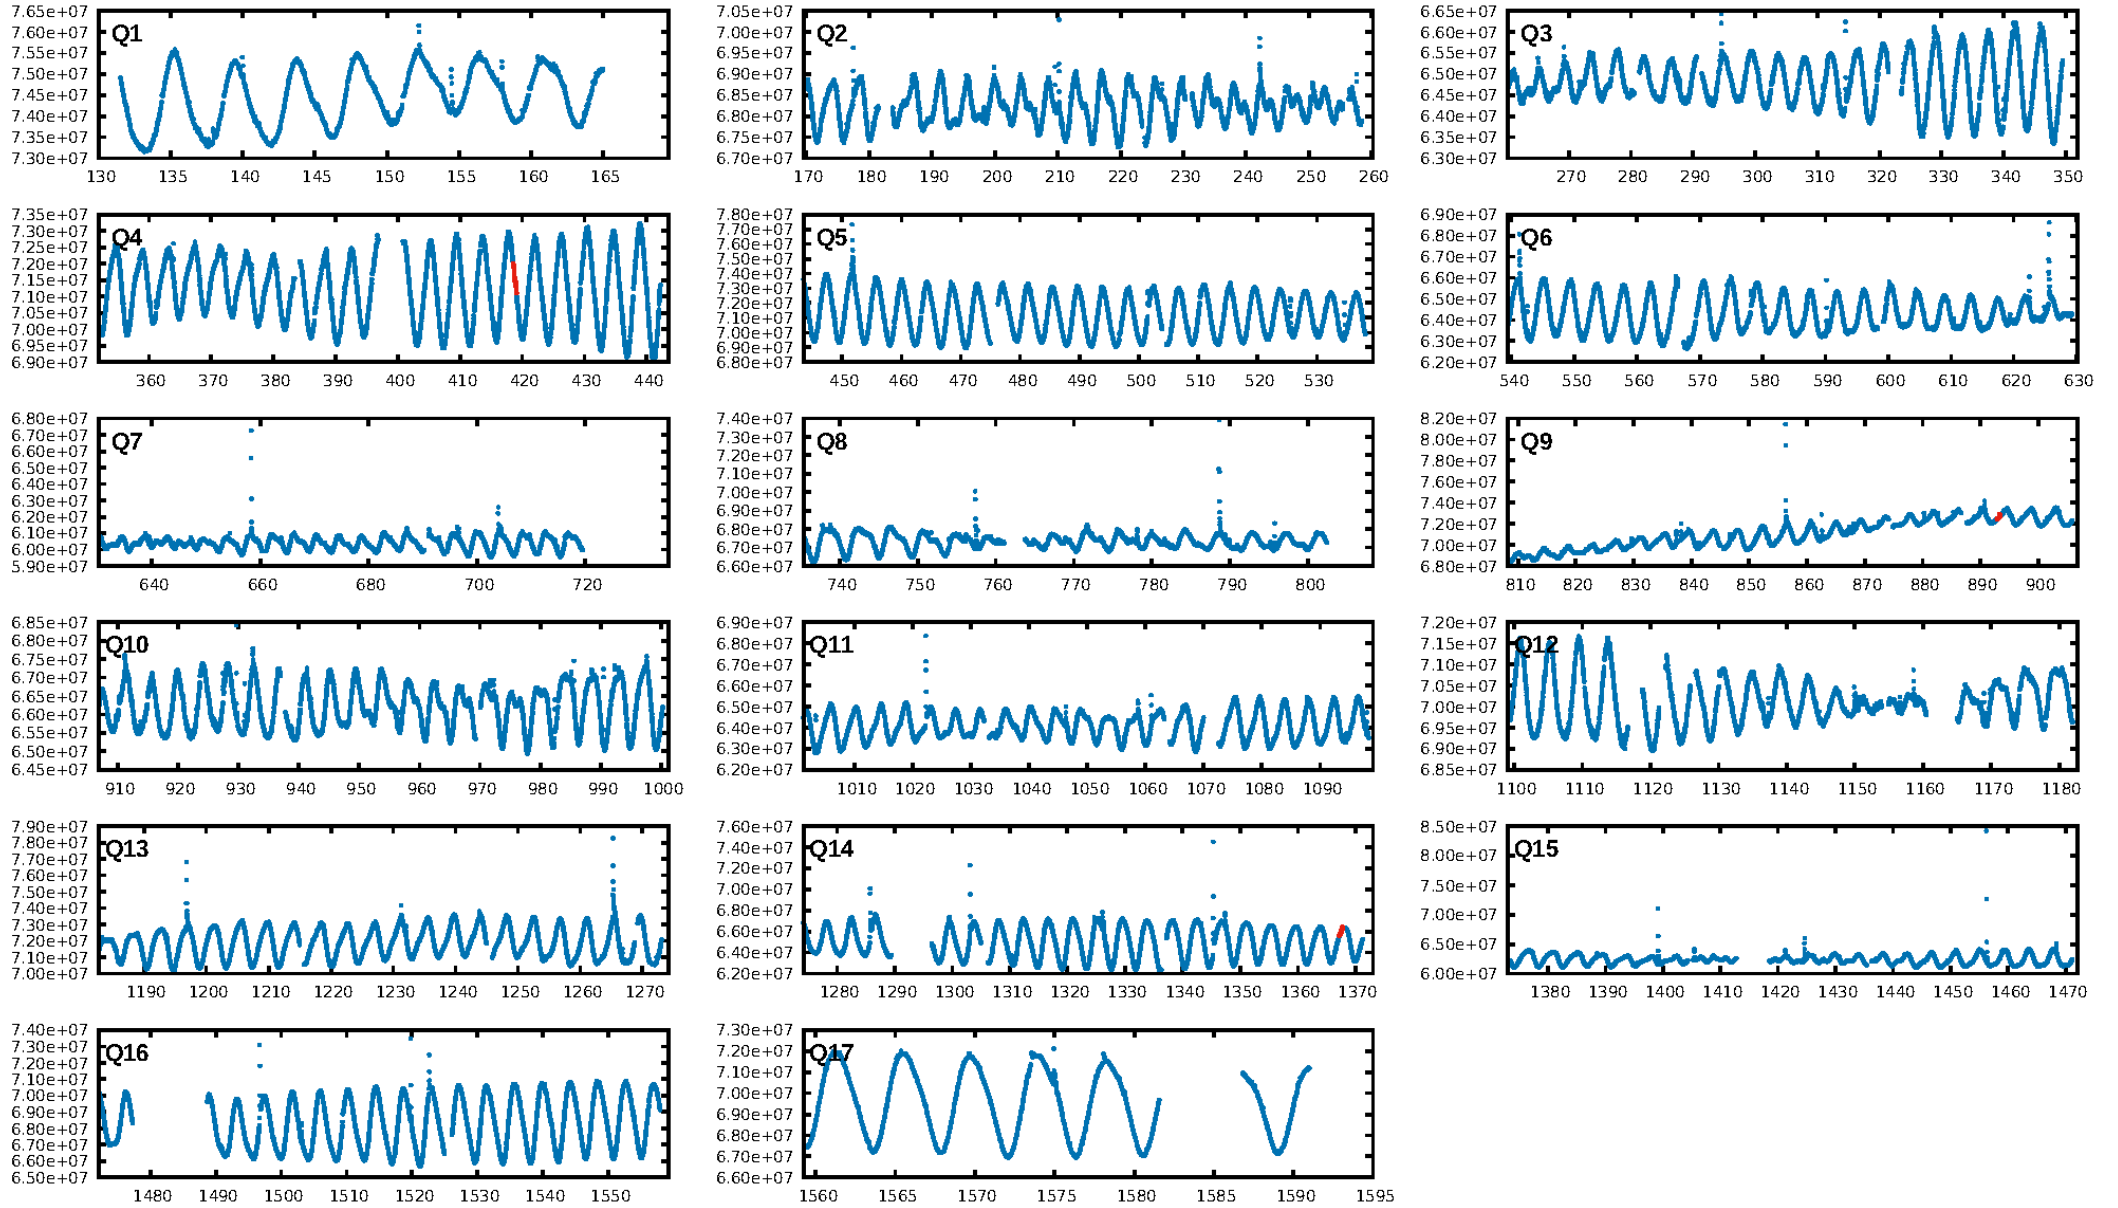 Q1
7.65e+07
7.60e+07
7.55e+07
7.50e+07
7.45e+07
7.40e+07
7.35e+07
7.30e+07
130 135 140 145 150 155 160 165
Q2
7.05e+07
7.00e+07
6.95e+07
6.90e+07
6.85e+07
6.80e+07
6.75e+07
6.70e+07
170 180 190 200 210 220 230 240 250 260
Q3
6.65e+07
6.60e+07
6.55e+07
6.50e+07
6.45e+07
6.40e+07
6.35e+07
6.30e+07
270 280 290 300 310 320 330 340 350
Q4
7.35e+07
7.30e+07
7.25e+07
7.20e+07
7.15e+07
7.10e+07
7.05e+07
7.00e+07
6.95e+07
6.90e+07
360 370 380 390 400 410 420 430 440
Q5
7.80e+07
7.70e+07
7.60e+07
7.50e+07
7.40e+07
7.30e+07
7.20e+07
7.10e+07
7.00e+07
6.90e+07
6.80e+07
450 460 470 480 490 500 510 520 530
Q6
6.90e+07
6.80e+07
6.70e+07
6.60e+07
6.50e+07
6.40e+07
6.30e+07
6.20e+07
540 550 560 570 580 590 600 610 620 630
Q7
6.80e+07
6.70e+07
6.60e+07
6.50e+07
6.40e+07
6.30e+07
6.20e+07
6.10e+07
6.00e+07
5.90e+07
640 660 680 700 720
Q8
7.40e+07
7.30e+07
7.20e+07
7.10e+07
7.00e+07
6.90e+07
6.80e+07
6.70e+07
6.60e+07
740 750 760 770 780 790 800
Q9
8.20e+07
8.00e+07
7.80e+07
7.60e+07
7.40e+07
7.20e+07
7.00e+07
6.80e+07
810 820 830 840 850 860 870 880 890 900
Q10
6.85e+07
6.80e+07
6.75e+07
6.70e+07
6.65e+07
6.60e+07
6.55e+07
6.50e+07
6.45e+07
910 920 930 940 950 960 970 980 990 1000
Q11
6.90e+07
6.80e+07
6.70e+07
6.60e+07
6.50e+07
6.40e+07
6.30e+07
6.20e+07
1010 1020 1030 1040 1050 1060 1070 1080 1090
Q12
7.20e+07
7.15e+07
7.10e+07
7.05e+07
7.00e+07
6.95e+07
6.90e+07
6.85e+07
1100 1110 1120 1130 1140 1150 1160 1170 1180
Q13
7.90e+07
7.80e+07
7.70e+07
7.60e+07
7.50e+07
7.40e+07
7.30e+07
7.20e+07
7.10e+07
7.00e+07
1190 1200 1210 1220 1230 1240 1250 1260 1270
Q14
7.60e+07
7.40e+07
7.20e+07
7.00e+07
6.80e+07
6.60e+07
6.40e+07
6.20e+07
1280 1290 1300 1310 1320 1330 1340 1350 1360 1370
Q15
8.50e+07
8.00e+07
7.50e+07
7.00e+07
6.50e+07
6.00e+07
1380 1390 1400 1410 1420 1430 1440 1450 1460 1470
Q16
7.40e+07
7.30e+07
7.20e+07
7.10e+07
7.00e+07
6.90e+07
6.80e+07
6.70e+07
6.60e+07
6.50e+07
1480 1490 1500 1510 1520 1530 1540 1550
Q17
7.30e+07
7.20e+07
7.10e+07
7.00e+07
6.90e+07
6.80e+07
6.70e+07
6.60e+07
1560 1565 1570 1575 1580 1585 1590 1595